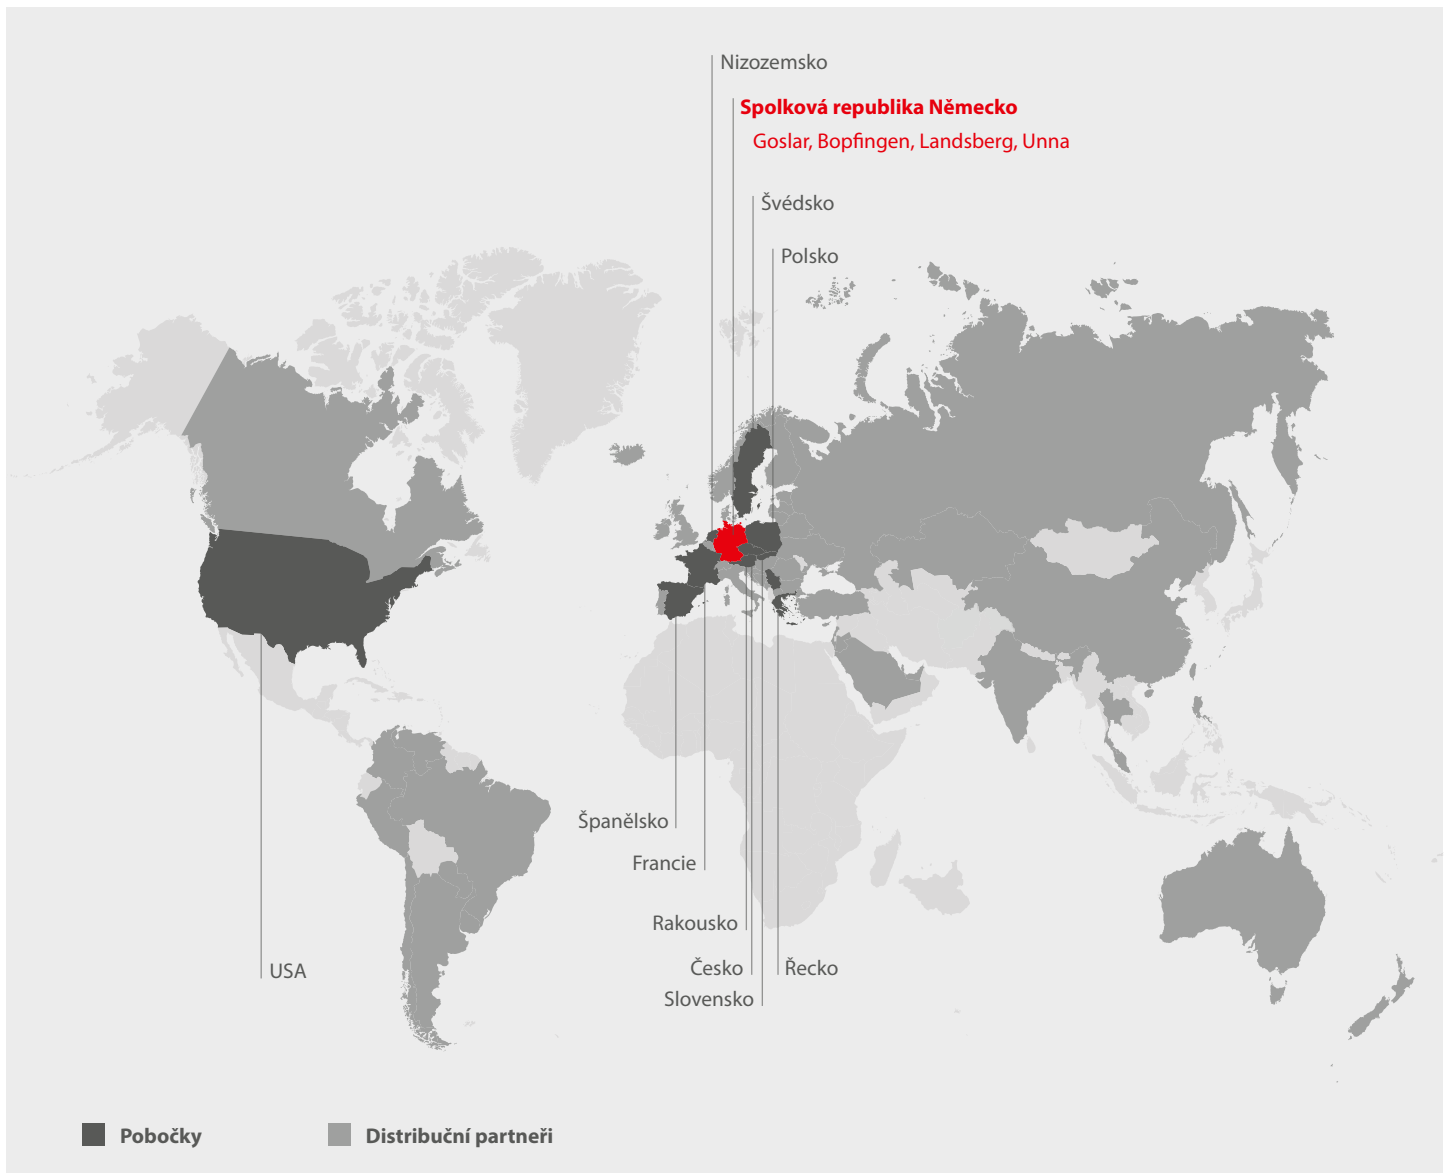 Nizozemsko
Spolková republika Německo
Goslar, Bopfingen, Landsberg, Unna
Švédsko
Polsko
Španělsko
Francie
Rakousko
Česko
Řecko
USA
Slovensko
Pobočky
Distribuční partneři